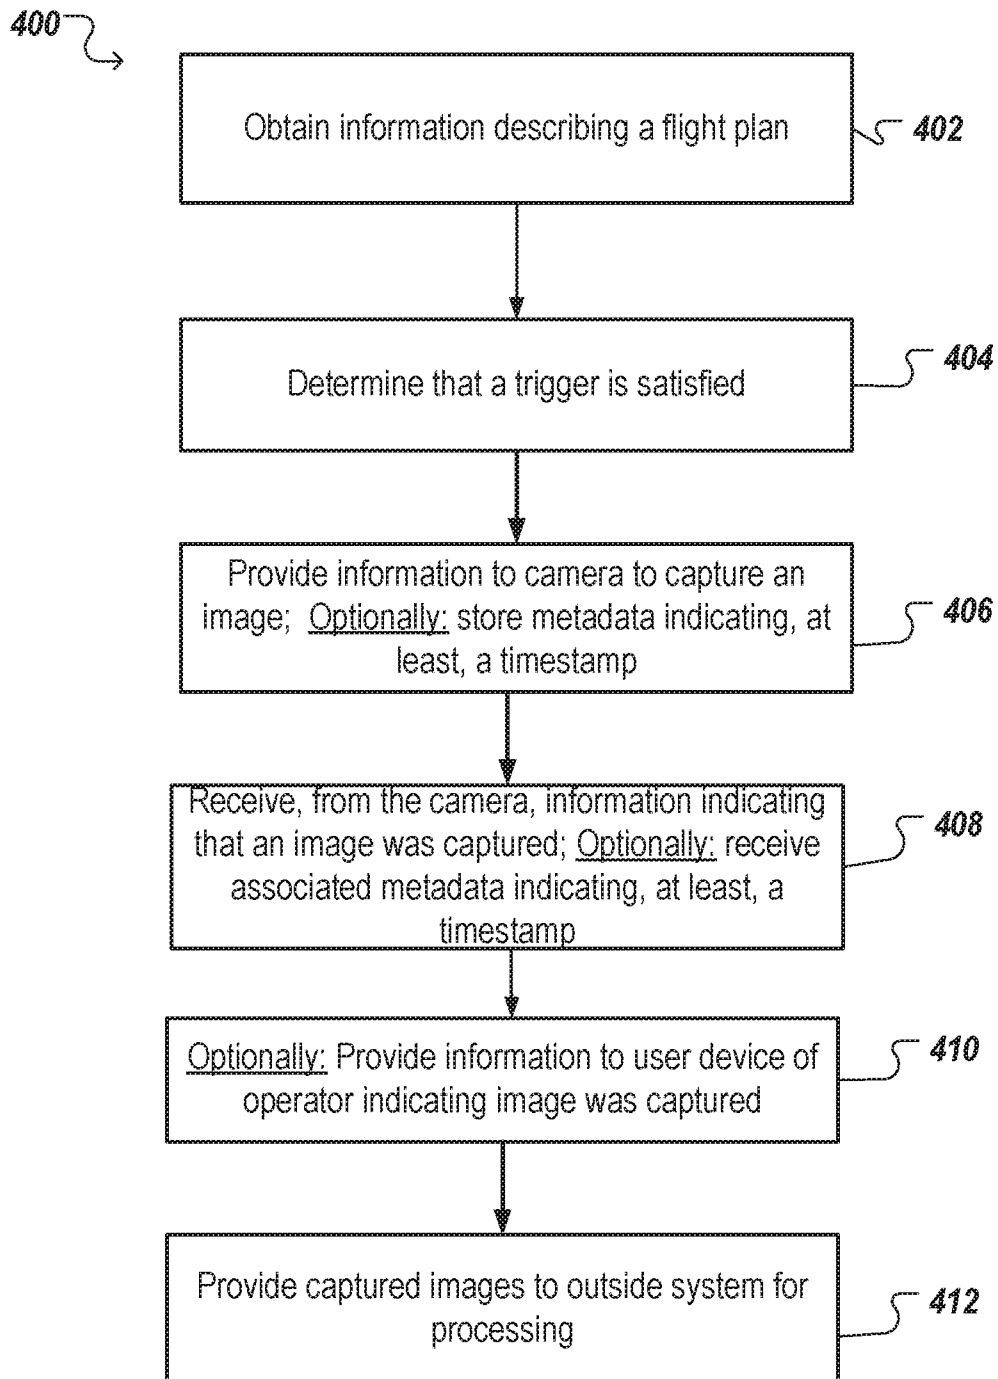 400
Obtain information describing a flight plan
402
Determine that a trigger is satisfied
404
Provide information to camera to capture an
image; Optionally: store metadata indicating, at
least, a timestamp
406
Receive, from the camera, information indicating
that an image was captured; Optionally: receive
associated metadata indicating, at least, a
timestamp
408
Optionally: Provide information to user device of
operator indicating image was captured
410
Provide captured images to outside system for
processing
412